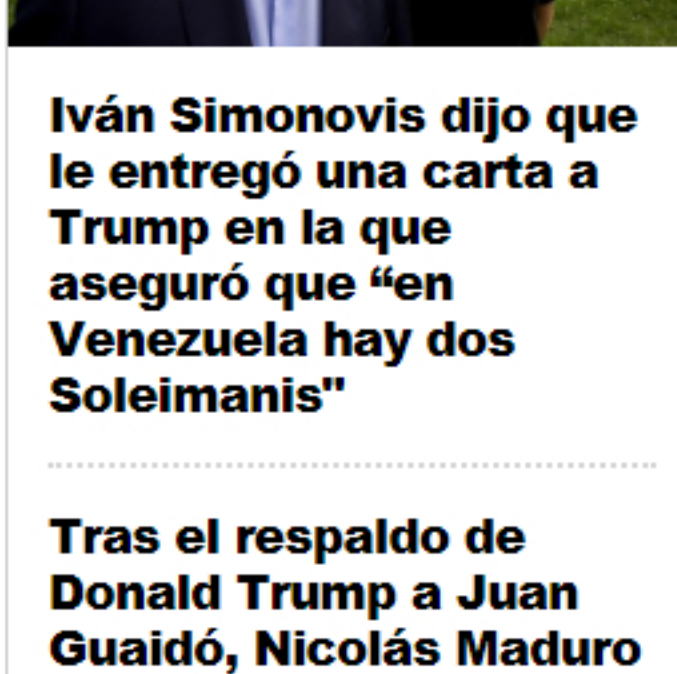 Iván Simonovis dijo que
le entregó una carta a
Trump en la que
aseguró que “en
Venezuela hay dos
Soleimanis"
Tras el respaldo de
Donald Trump a Juan
Guaidó, Nicolás Maduro